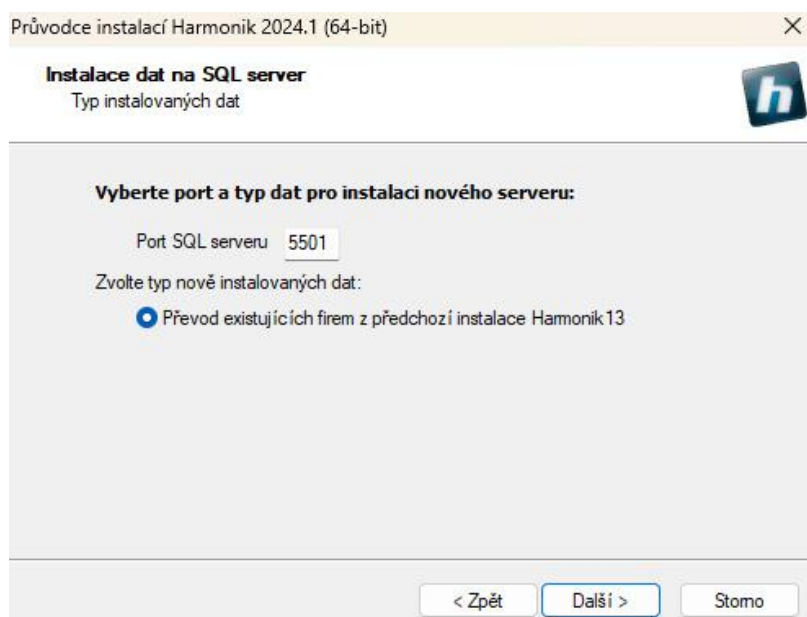 Průvodce instalací Harmonik 2024.1 (64-bit)
Instalace dat na SQL server
Typ instalovaných dat
h
Vyberte port a typ dat pro instalaci nového serveru:
Port SQL serveru 5501
Zvolte typ nově instalovaných dat:
Převod existujících firem z předchozí instalace Harmonik13
< Zpět Další > Storno